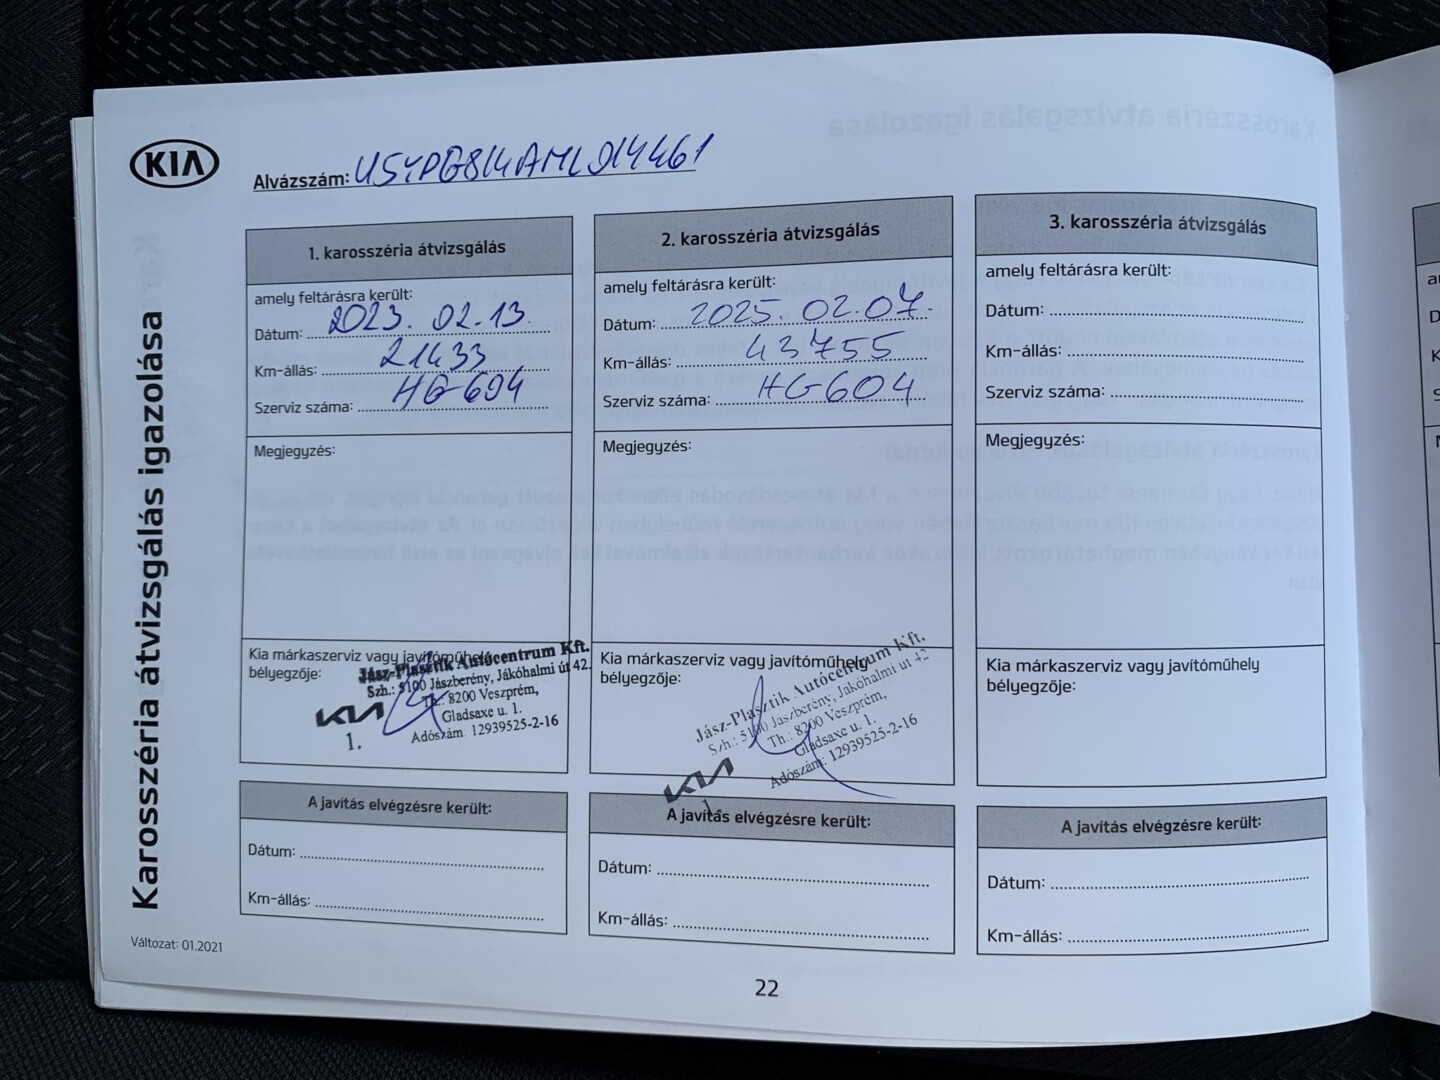 KIA
Alvázszám: U5YPG814AML014461
Karosszéria átvizsgálás igazolása
1. karosszéria átvizsgálás
amely feltárásra került:
Dátum: 2023. 02. 13.
Km-állás: 21433
Szerviz száma: HG604
Megjegyzés:
Kia márkaszerviz vagy javítóműhely
bélyegzője:
Jász-Plasztik Autócentrum Kft.
Szh.: 5100 Jászberény, Jákóhalmi út 42.
Th.: 8200 Veszprém,
Gladsaxe u. 1.
Adószám: 12939525-2-16
KIA
1.
A javítás elvégzésre került:
Dátum:
Km-állás:
2. karosszéria átvizsgálás
amely feltárásra került:
Dátum: 2025. 02. 07.
Km-állás: 43755
Szerviz száma: HG604
Megjegyzés:
Kia márkaszerviz vagy javítóműhely
bélyegzője:
Jász-Plasztik Autócentrum Kft.
Szh.: 5100 Jászberény, Jákóhalmi út 42
Th.: 8200 Veszprém,
Gladsaxe u. 1.
Adószám: 12939525-2-16
KIA
1.
A javítás elvégzésre került:
Dátum:
Km-állás:
3. karosszéria átvizsgálás
amely feltárásra került:
Dátum:
Km-állás:
Szerviz száma:
Megjegyzés:
Kia márkaszerviz vagy javítóműhely
bélyegzője:
A javítás elvégzésre került:
Dátum:
Km-állás:
Változat: 01.2021
22